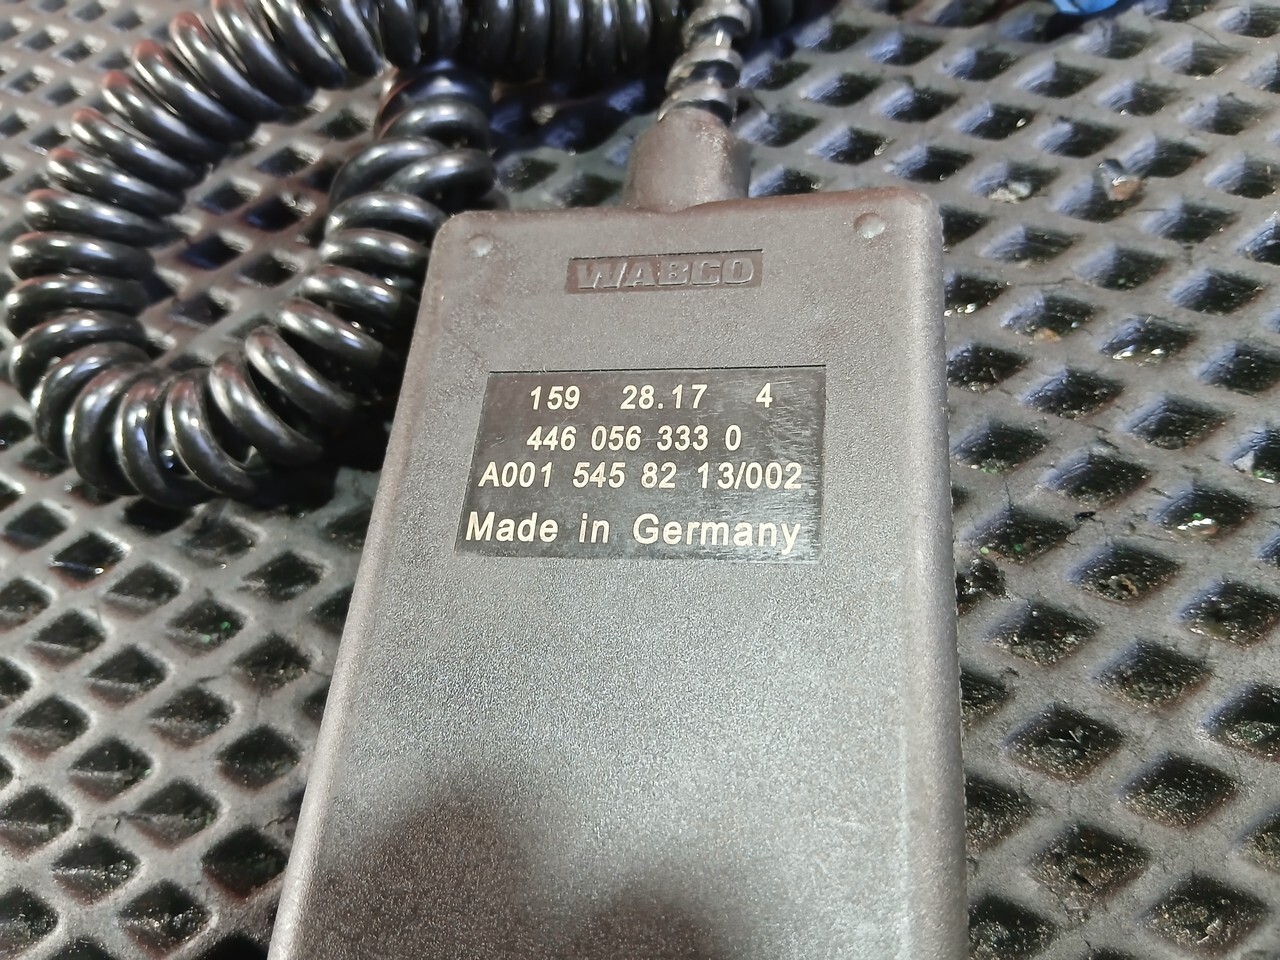 WABCO
159 28.17 4
446 056 333 0
A001 545 82 13/002
Made in Germany